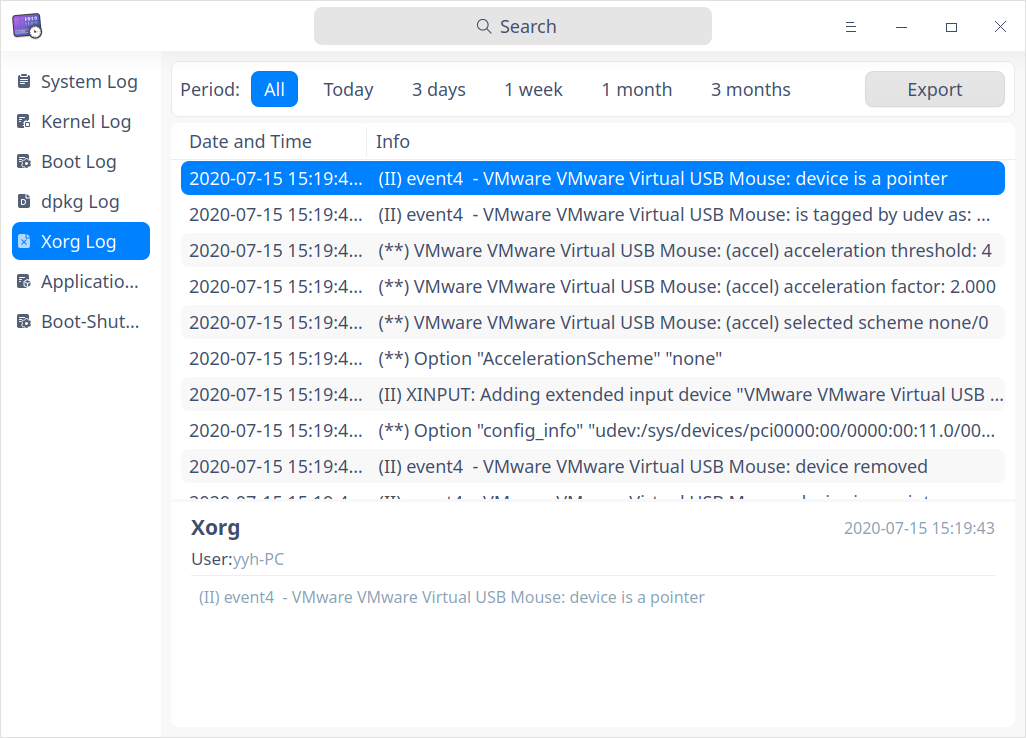 Search
System Log
Kernel Log
Boot Log
dpkg Log
Xorg Log
Applicatio...
Boot-Shut...
Period: All Today 3 days 1 week 1 month 3 months Export
Date and Time Info
2020-07-15 15:19:4... (II) event4  - VMware VMware Virtual USB Mouse: device is a pointer
2020-07-15 15:19:4... (II) event4  - VMware VMware Virtual USB Mouse: is tagged by udev as: ...
2020-07-15 15:19:4... (**) VMware VMware Virtual USB Mouse: (accel) acceleration threshold: 4
2020-07-15 15:19:4... (**) VMware VMware Virtual USB Mouse: (accel) acceleration factor: 2.000
2020-07-15 15:19:4... (**) VMware VMware Virtual USB Mouse: (accel) selected scheme none/0
2020-07-15 15:19:4... (**) Option "AccelerationScheme" "none"
2020-07-15 15:19:4... (II) XINPUT: Adding extended input device "VMware VMware Virtual USB ...
2020-07-15 15:19:4... (**) Option "config_info" "udev:/sys/devices/pci0000:00/0000:00:11.0/00...
2020-07-15 15:19:4... (II) event4  - VMware VMware Virtual USB Mouse: device removed
Xorg 2020-07-15 15:19:43
User:yyh-PC
(II) event4  - VMware VMware Virtual USB Mouse: device is a pointer